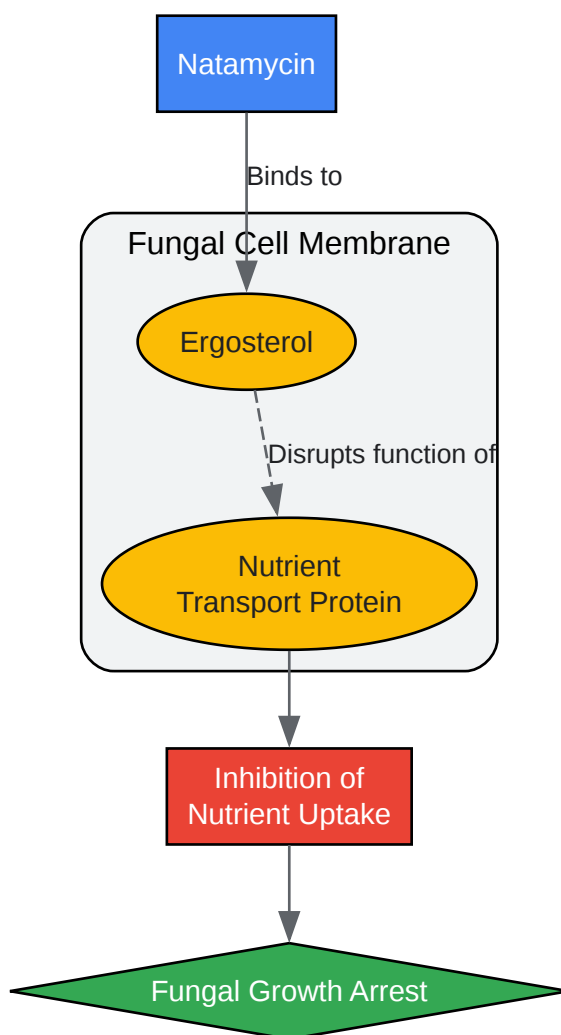 Natamycin
Binds to
Fungal Cell Membrane
Ergosterol
Disrupts function of
Nutrient
Transport Protein
Inhibition of
Nutrient Uptake
Fungal Growth Arrest